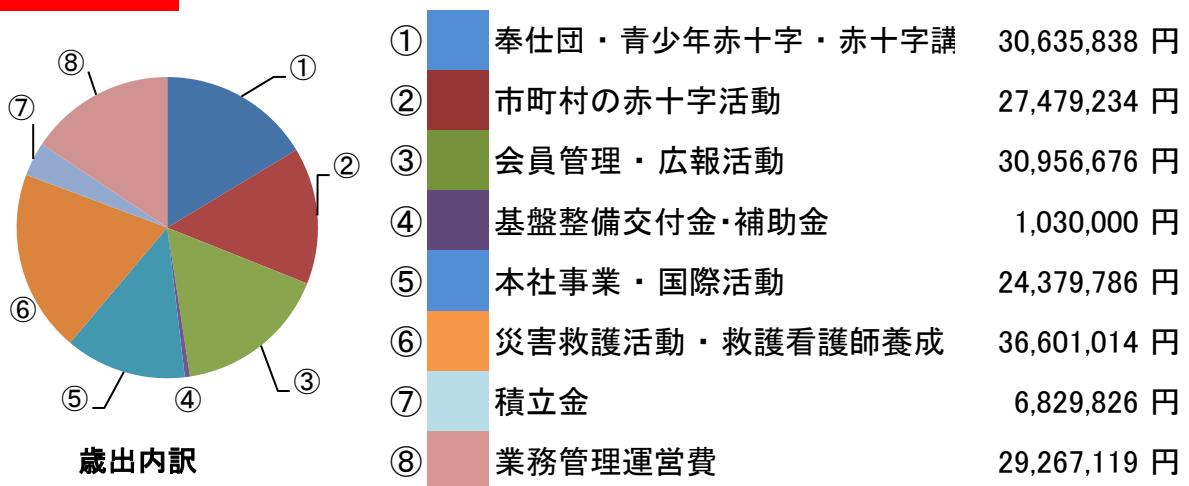 ⑧
①
⑦
②
⑥
⑤
④
③
歳出内訳
① 奉仕団・青少年赤十字・赤十字 30,635,838 円
② 市町村の赤十字活動 27,479,234 円
③ 会員管理・広報活動 30,956,676 円
④ 基盤整備交付金・補助金 1,030,000 円
⑤ 本社事業・国際活動 24,379,786 円
⑥ 災害救護活動・救護看護師養成 36,601,014 円
⑦ 積立金 6,829,826 円
⑧ 業務管理運営費 29,267,119 円